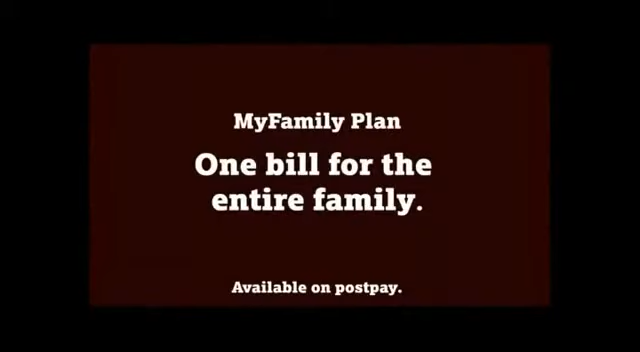 MyFamily Plan
One bill for the
entire family.
Available on postpay.